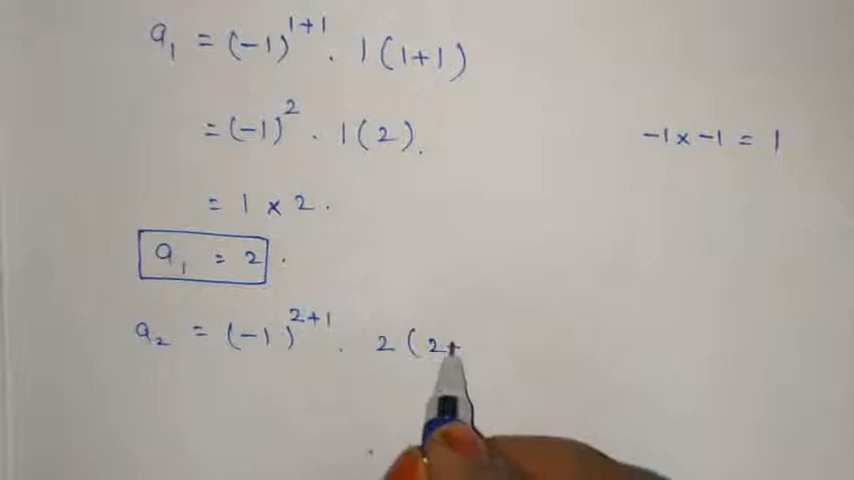 a₁ = (-1)¹⁺¹ . 1(1+1)
= (-1)² . 1(2).
-1 x -1 = 1
= 1 x 2.
a₁ = 2 .
a₂ = (-1)²⁺¹ . 2(2+